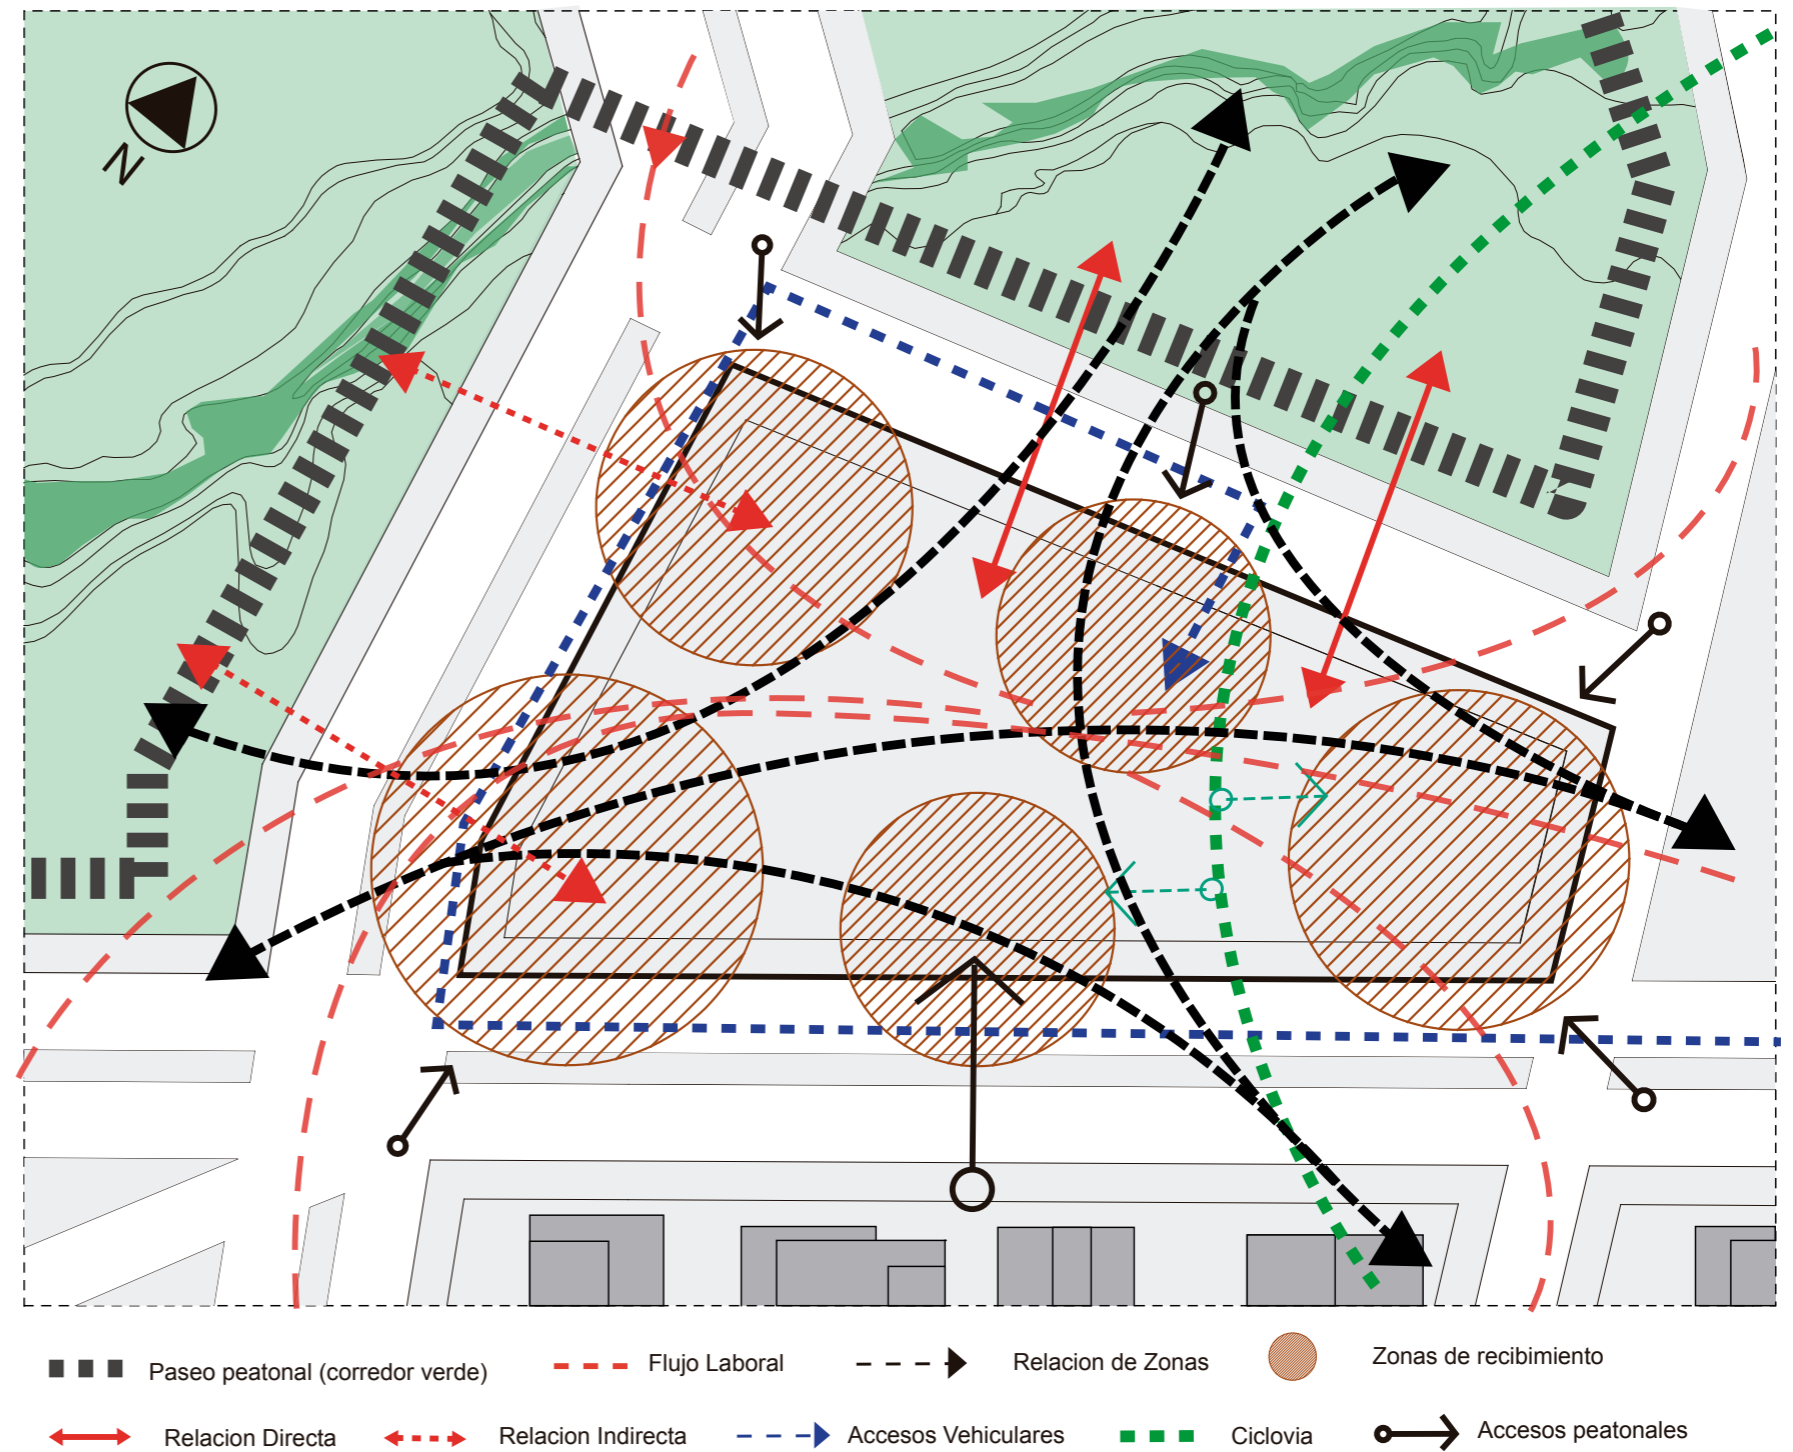 N
Paseo peatonal (corredor verde)
Flujo Laboral
Relacion de Zonas
Zonas de recibimiento
Relacion Directa
Relacion Indirecta
Accesos Vehiculares
Ciclovia
Accesos peatonales